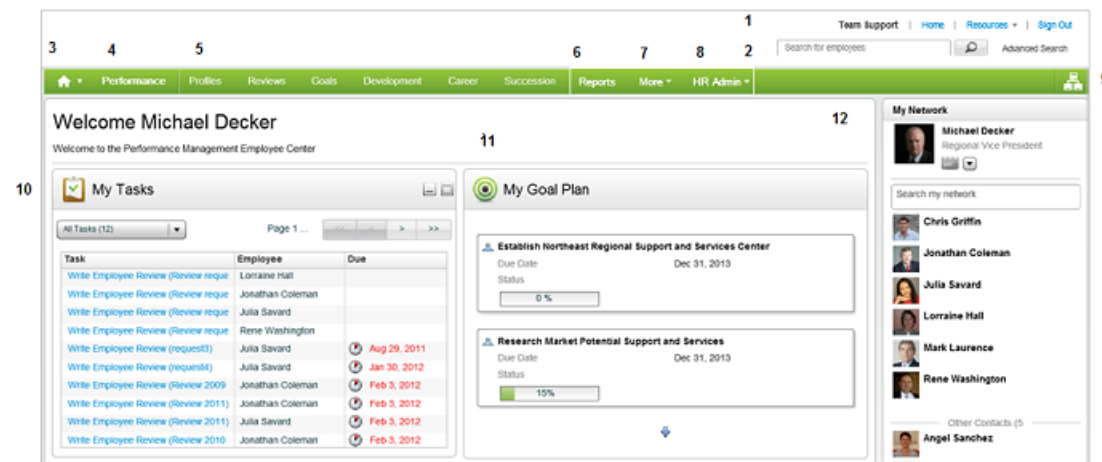 1
Team Support | Home | Resources | Sign Out
3 4 5 6 7 8 2
Search for employees Advanced Search
Performance Profiles Reviews Goals Development Career Succession Reports More HR Admin
Welcome Michael Decker
12
My Network
Michael Decker
Regional Vice President
Welcome to the Performance Management Employee Center
11
10
My Tasks
My Goal Plan
Search my network
All Tasks (12) Page 1 ... << < > >>
Task Employee Due
Write Employee Review (Review reque Lorraine Hall
Write Employee Review (Review reque Jonathan Coleman
Write Employee Review (Review reque Julia Savard
Write Employee Review (Review reque Rene Washington
Write Employee Review (request3) Julia Savard Aug 29, 2011
Write Employee Review (request4) Julia Savard Jan 30, 2012
Write Employee Review (Review 2009 Jonathan Coleman Feb 3, 2012
Write Employee Review (Review 2011) Jonathan Coleman Feb 3, 2012
Write Employee Review (Review 2011) Julia Savard Feb 3, 2012
Write Employee Review (Review 2010 Jonathan Coleman Feb 3, 2012
Establish Northeast Regional Support and Services Center
Due Date Dec 31, 2013
Status
0 %
Research Market Potential Support and Services
Due Date Dec 31, 2013
Status
15%
Chris Griffin
Jonathan Coleman
Julia Savard
Lorraine Hall
Mark Laurence
Rene Washington
Other Contacts (5
Angel Sanchez